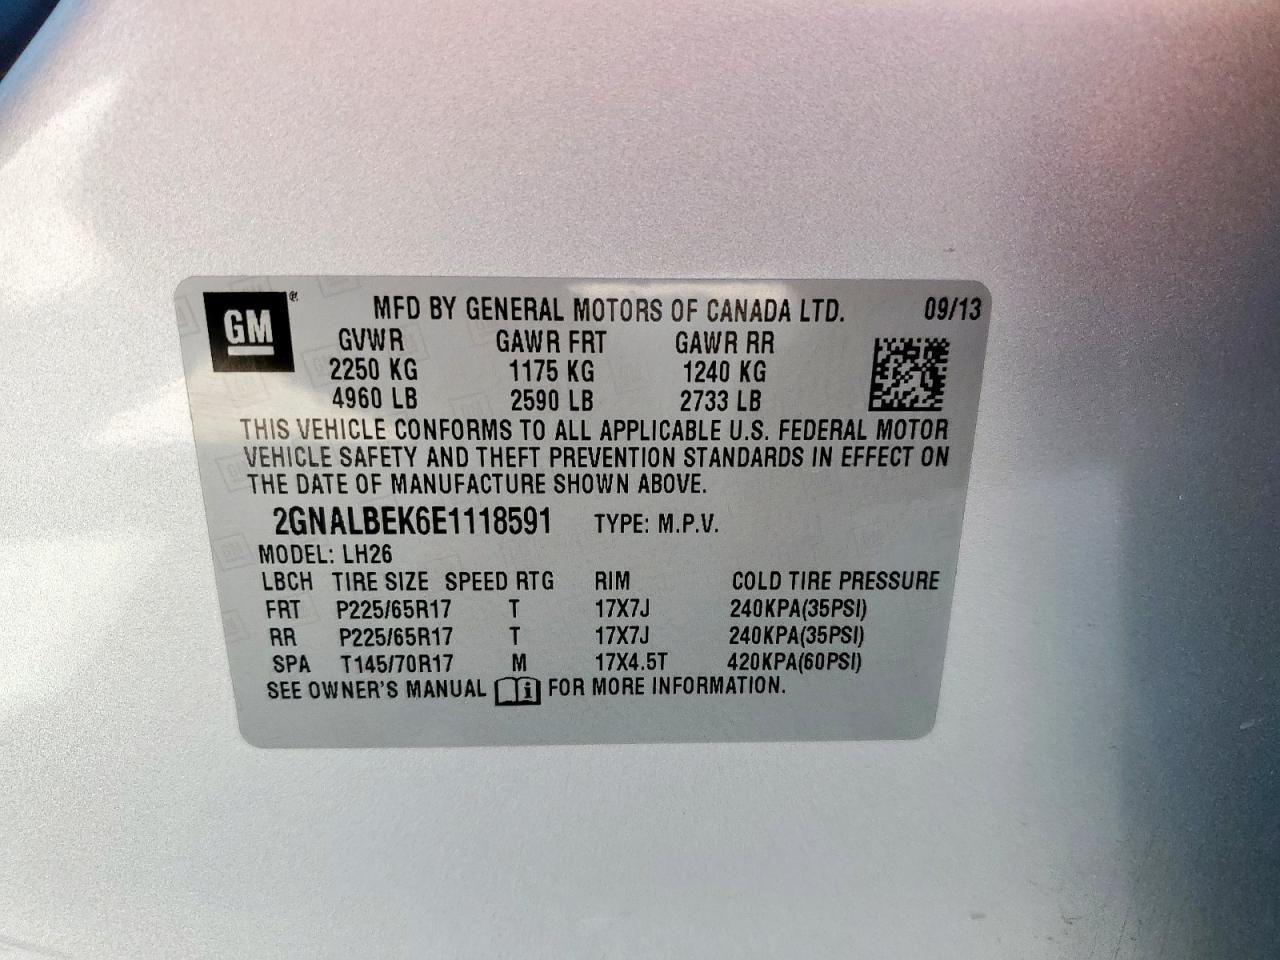 GM ®
MFD BY GENERAL MOTORS OF CANADA LTD. 09/13
GVWR GAWR FRT GAWR RR
2250 KG 1175 KG 1240 KG
4960 LB 2590 LB 2733 LB
THIS VEHICLE CONFORMS TO ALL APPLICABLE U.S. FEDERAL MOTOR
VEHICLE SAFETY AND THEFT PREVENTION STANDARDS IN EFFECT ON
THE DATE OF MANUFACTURE SHOWN ABOVE.
2GNALBEK6E1118591 TYPE: M.P.V.
MODEL: LH26
LBCH TIRE SIZE SPEED RTG RIM COLD TIRE PRESSURE
FRT P225/65R17 T 17X7J 240KPA(35PSI)
RR P225/65R17 T 17X7J 240KPA(35PSI)
SPA T145/70R17 M 17X4.5T 420KPA(60PSI)
SEE OWNER'S MANUAL i FOR MORE INFORMATION.